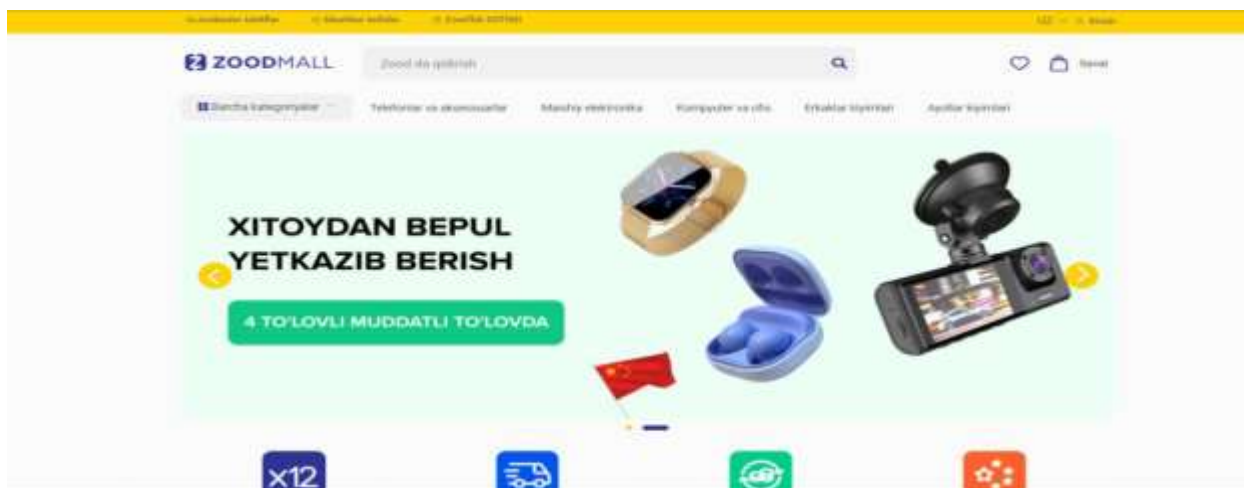 ZOODMALL
Zood da qidirish
Savat
Barcha kategoriyalar
Telefonlar va aksessuarlar
Maishiy elektronika
Kompyuter va ofis
Erkaklar kiyimlari
Ayollar kiyimlari
XITOYDAN BEPUL
YETKAZIB BERISH
4 TO'LOVLI MUDDATLI TO'LOVDA
x12